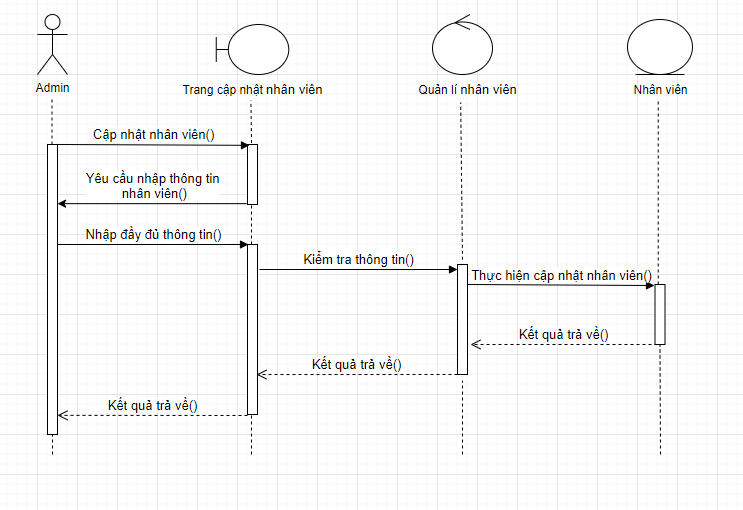 Admin
Trang cập nhật nhân viên
Quản lí nhân viên
Nhân viên
Cập nhật nhân viên()
Yêu cầu nhập thông tin
nhân viên()
Nhập đầy đủ thông tin()
Kiểm tra thông tin()
Thực hiện cập nhật nhân viên()
Kết quả trả về()
Kết quả trả về()
Kết quả trả về()